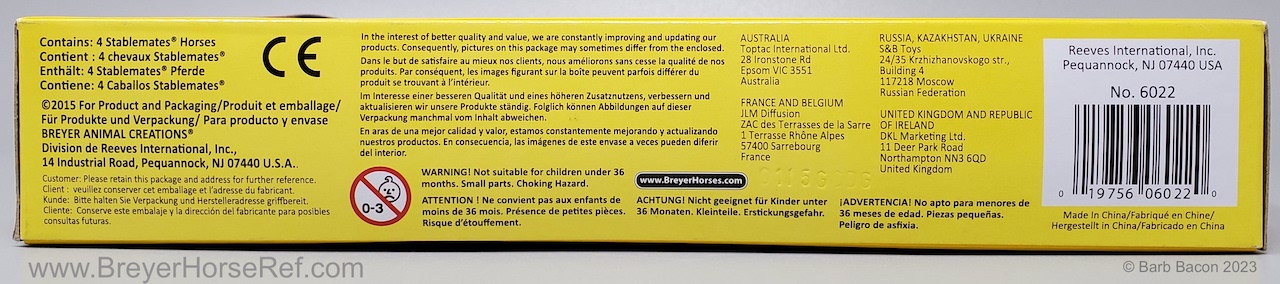 Contains: 4 Stablemates® Horses
Contient : 4 chevaux Stablemates®
Enthält: 4 Stablemates® Pferde
Contiene: 4 Caballos Stablemates®
CE
©2015 For Product and Packaging/Produit et emballage/
Für Produkte und Verpackung/ Para producto y envase
BREYER ANIMAL CREATIONS®
Division de Reeves International, Inc.,
14 Industrial Road, Pequannock, NJ 07440 U.S.A.
Customer: Please retain this package and address for further reference.
Client : veuillez conserver cet emballage et l'adresse du fabricant.
Kunde: Bitte halten Sie Verpackung und Herstelleradresse griffbereit.
Cliente: Conserve este embalaje y la dirección del fabricante para posibles
consultas futuras.
In the interest of better quality and value, we are constantly improving and updating our
products. Consequently, pictures on this package may sometimes differ from the enclosed.
Dans le but de satisfaire au mieux nos clients, nous améliorons sans cesse la qualité de nos
produits. Par conséquent, les images figurant sur la boîte peuvent parfois différer du
produit se trouvant à l'intérieur.
Im Interesse einer besseren Qualität und eines höheren Zusatznutzens, verbessern und
aktualisieren wir unsere Produkte ständig. Folglich können Abbildungen auf dieser
Verpackung manchmal vom Inhalt abweichen.
En aras de una mejor calidad y valor, estamos constantemente mejorando y actualizando
nuestros productos. En consecuencia, las imágenes de este envase a veces pueden diferir
del interior.
0-3
WARNING! Not suitable for children under 36
months. Small parts. Choking Hazard.
ATTENTION ! Ne convient pas aux enfants de
moins de 36 mois. Présence de petites pièces.
Risque d'étouffement.
www.BreyerHorses.com
ACHTUNG! Nicht geeignet für Kinder unter
36 Monaten. Kleinteile. Erstickungsgefahr.
¡ADVERTENCIA! No apto para menores de
36 meses de edad. Piezas pequeñas.
Peligro de asfixia.
AUSTRALIA
Toptac International Ltd.
28 Ironstone Rd
Epsom VIC 3551
Australia
FRANCE AND BELGIUM
JLM Diffusion
ZAC des Terrasses de la Sarre
1 Terrasse Rhône Alpes
57400 Sarrebourg
France
RUSSIA, KAZAKHSTAN, UKRAINE
S&B Toys
24/35 Krzhizhanovskogo str.,
Building 4
117218 Moscow
Russian Federation
UNITED KINGDOM AND REPUBLIC
OF IRELAND
DKL Marketing Ltd.
11 Deer Park Road
Northampton NN3 6QD
United Kingdom
Reeves International, Inc.
Pequannock, NJ 07440 USA
No. 6022
0 19756 06022 0
Made In China/Fabriqué en Chine/
Hergestellt in China/Fabricado en China
www.BreyerHorseRef.com
© Barb Bacon 2023